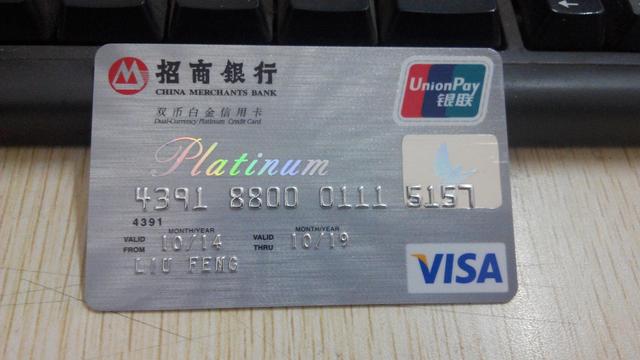 招商銀行
CHINA MERCHANTS BANK
UnionPay
银联
双币白金信用卡
Dual-Currency Platinum Credit Card
Platinum
4391 8800 0111 5157
4391
MONTH/YEAR MONTH/YEAR
VALID FROM 10/14 VALID THRU 10/19
LIU FENG
VISA